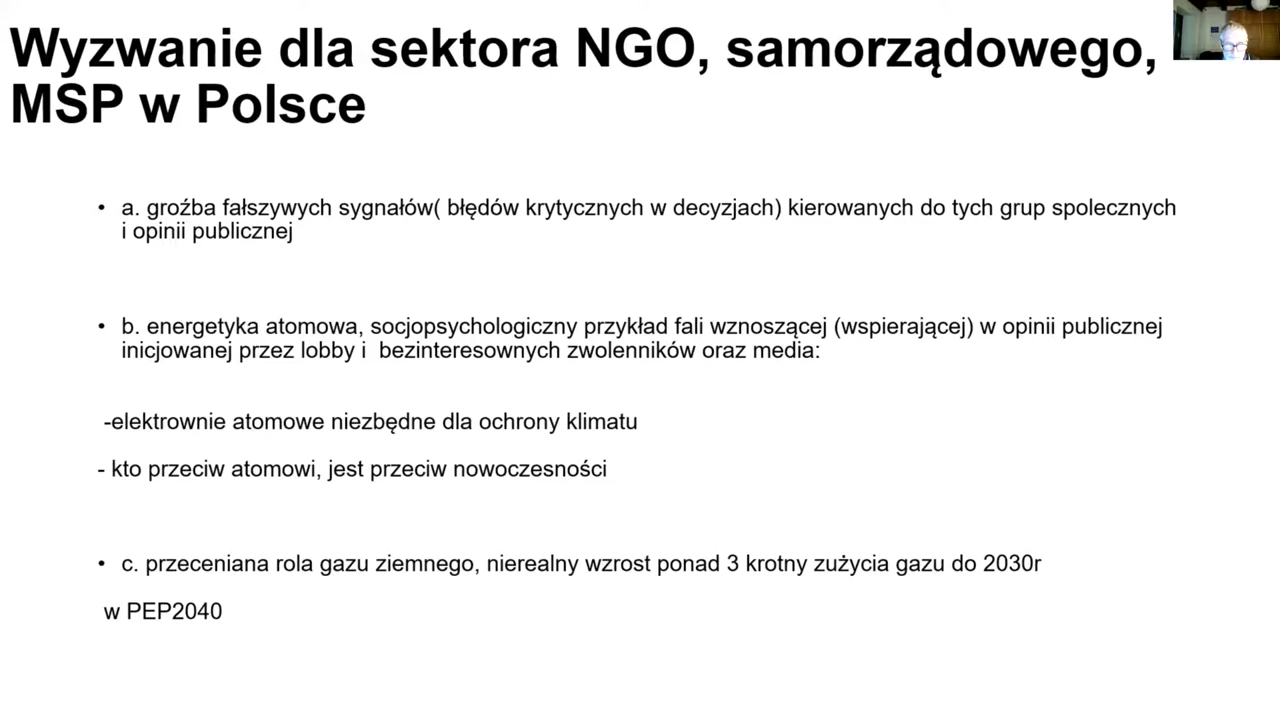 Wyzwanie dla sektora NGO, samorządowego,
MSP w Polsce
• a. groźba fałszywych sygnałów( błędów krytycznych w decyzjach) kierowanych do tych grup spolecznych
i opinii publicznej
• b. energetyka atomowa, socjopsychologiczny przykład fali wznoszącej (wspierającej) w opinii publicznej
inicjowanej przez lobby i  bezinteresownych zwolenników oraz media:
-elektrownie atomowe niezbędne dla ochrony klimatu
- kto przeciw atomowi, jest przeciw nowoczesności
• c. przeceniana rola gazu ziemnego, nierealny wzrost ponad 3 krotny zużycia gazu do 2030r
w PEP2040